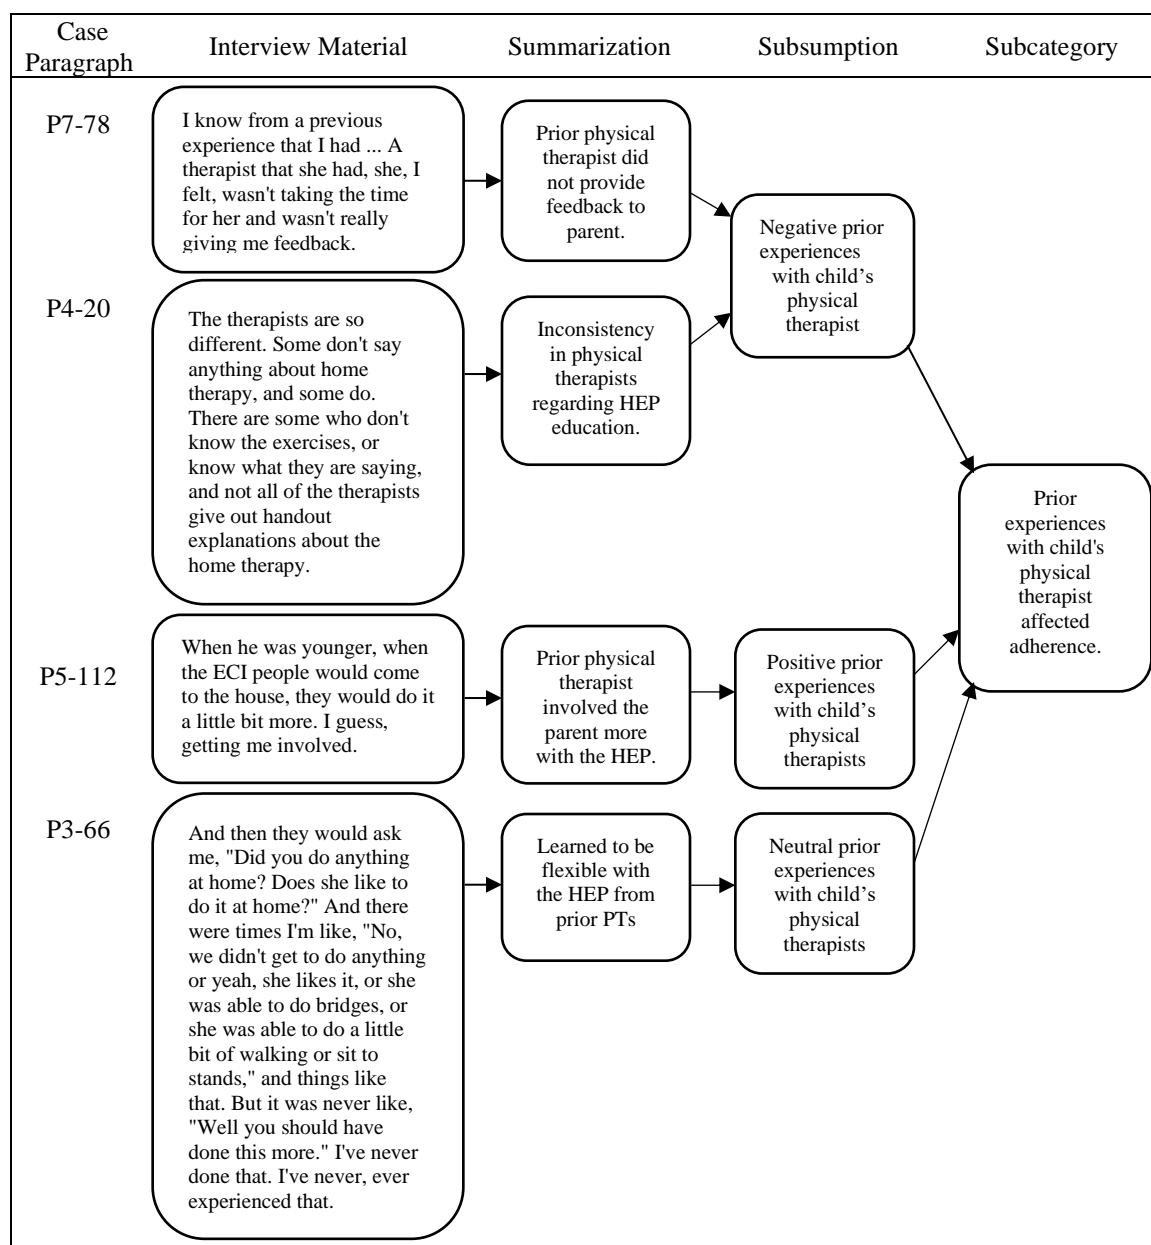 Case
Paragraph
Interview Material
Summarization
Subsumption
Subcategory
P7-78
I know from a previous
experience that I had ... A
therapist that she had, she, I
felt, wasn't taking the time
for her and wasn't really
giving me feedback.
Prior physical
therapist did
not provide
feedback to
parent.
Negative prior
experiences
with child’s
physical
therapist
P4-20
The therapists are so
different. Some don't say
anything about home
therapy, and some do.
There are some who don't
know the exercises, or
know what they are saying,
and not all of the therapists
give out handout
explanations about the
home therapy.
Inconsistency
in physical
therapists
regarding HEP
education.
Prior
experiences
with child's
physical
therapist
affected
adherence.
P5-112
When he was younger, when
the ECI people would come
to the house, they would do it
a little bit more. I guess,
getting me involved.
Prior physical
therapist
involved the
parent more
with the HEP.
Positive prior
experiences
with child’s
physical
therapists
P3-66
And then they would ask
me, "Did you do anything
at home? Does she like to
do it at home?" And there
were times I'm like, "No,
we didn't get to do anything
or yeah, she likes it, or she
was able to do bridges, or
she was able to do a little
bit of walking or sit to
stands," and things like
that. But it was never like,
"Well you should have
done this more." I've never
done that. I've never, ever
experienced that.
Learned to be
flexible with
the HEP from
prior PTs
Neutral prior
experiences
with child’s
physical
therapists